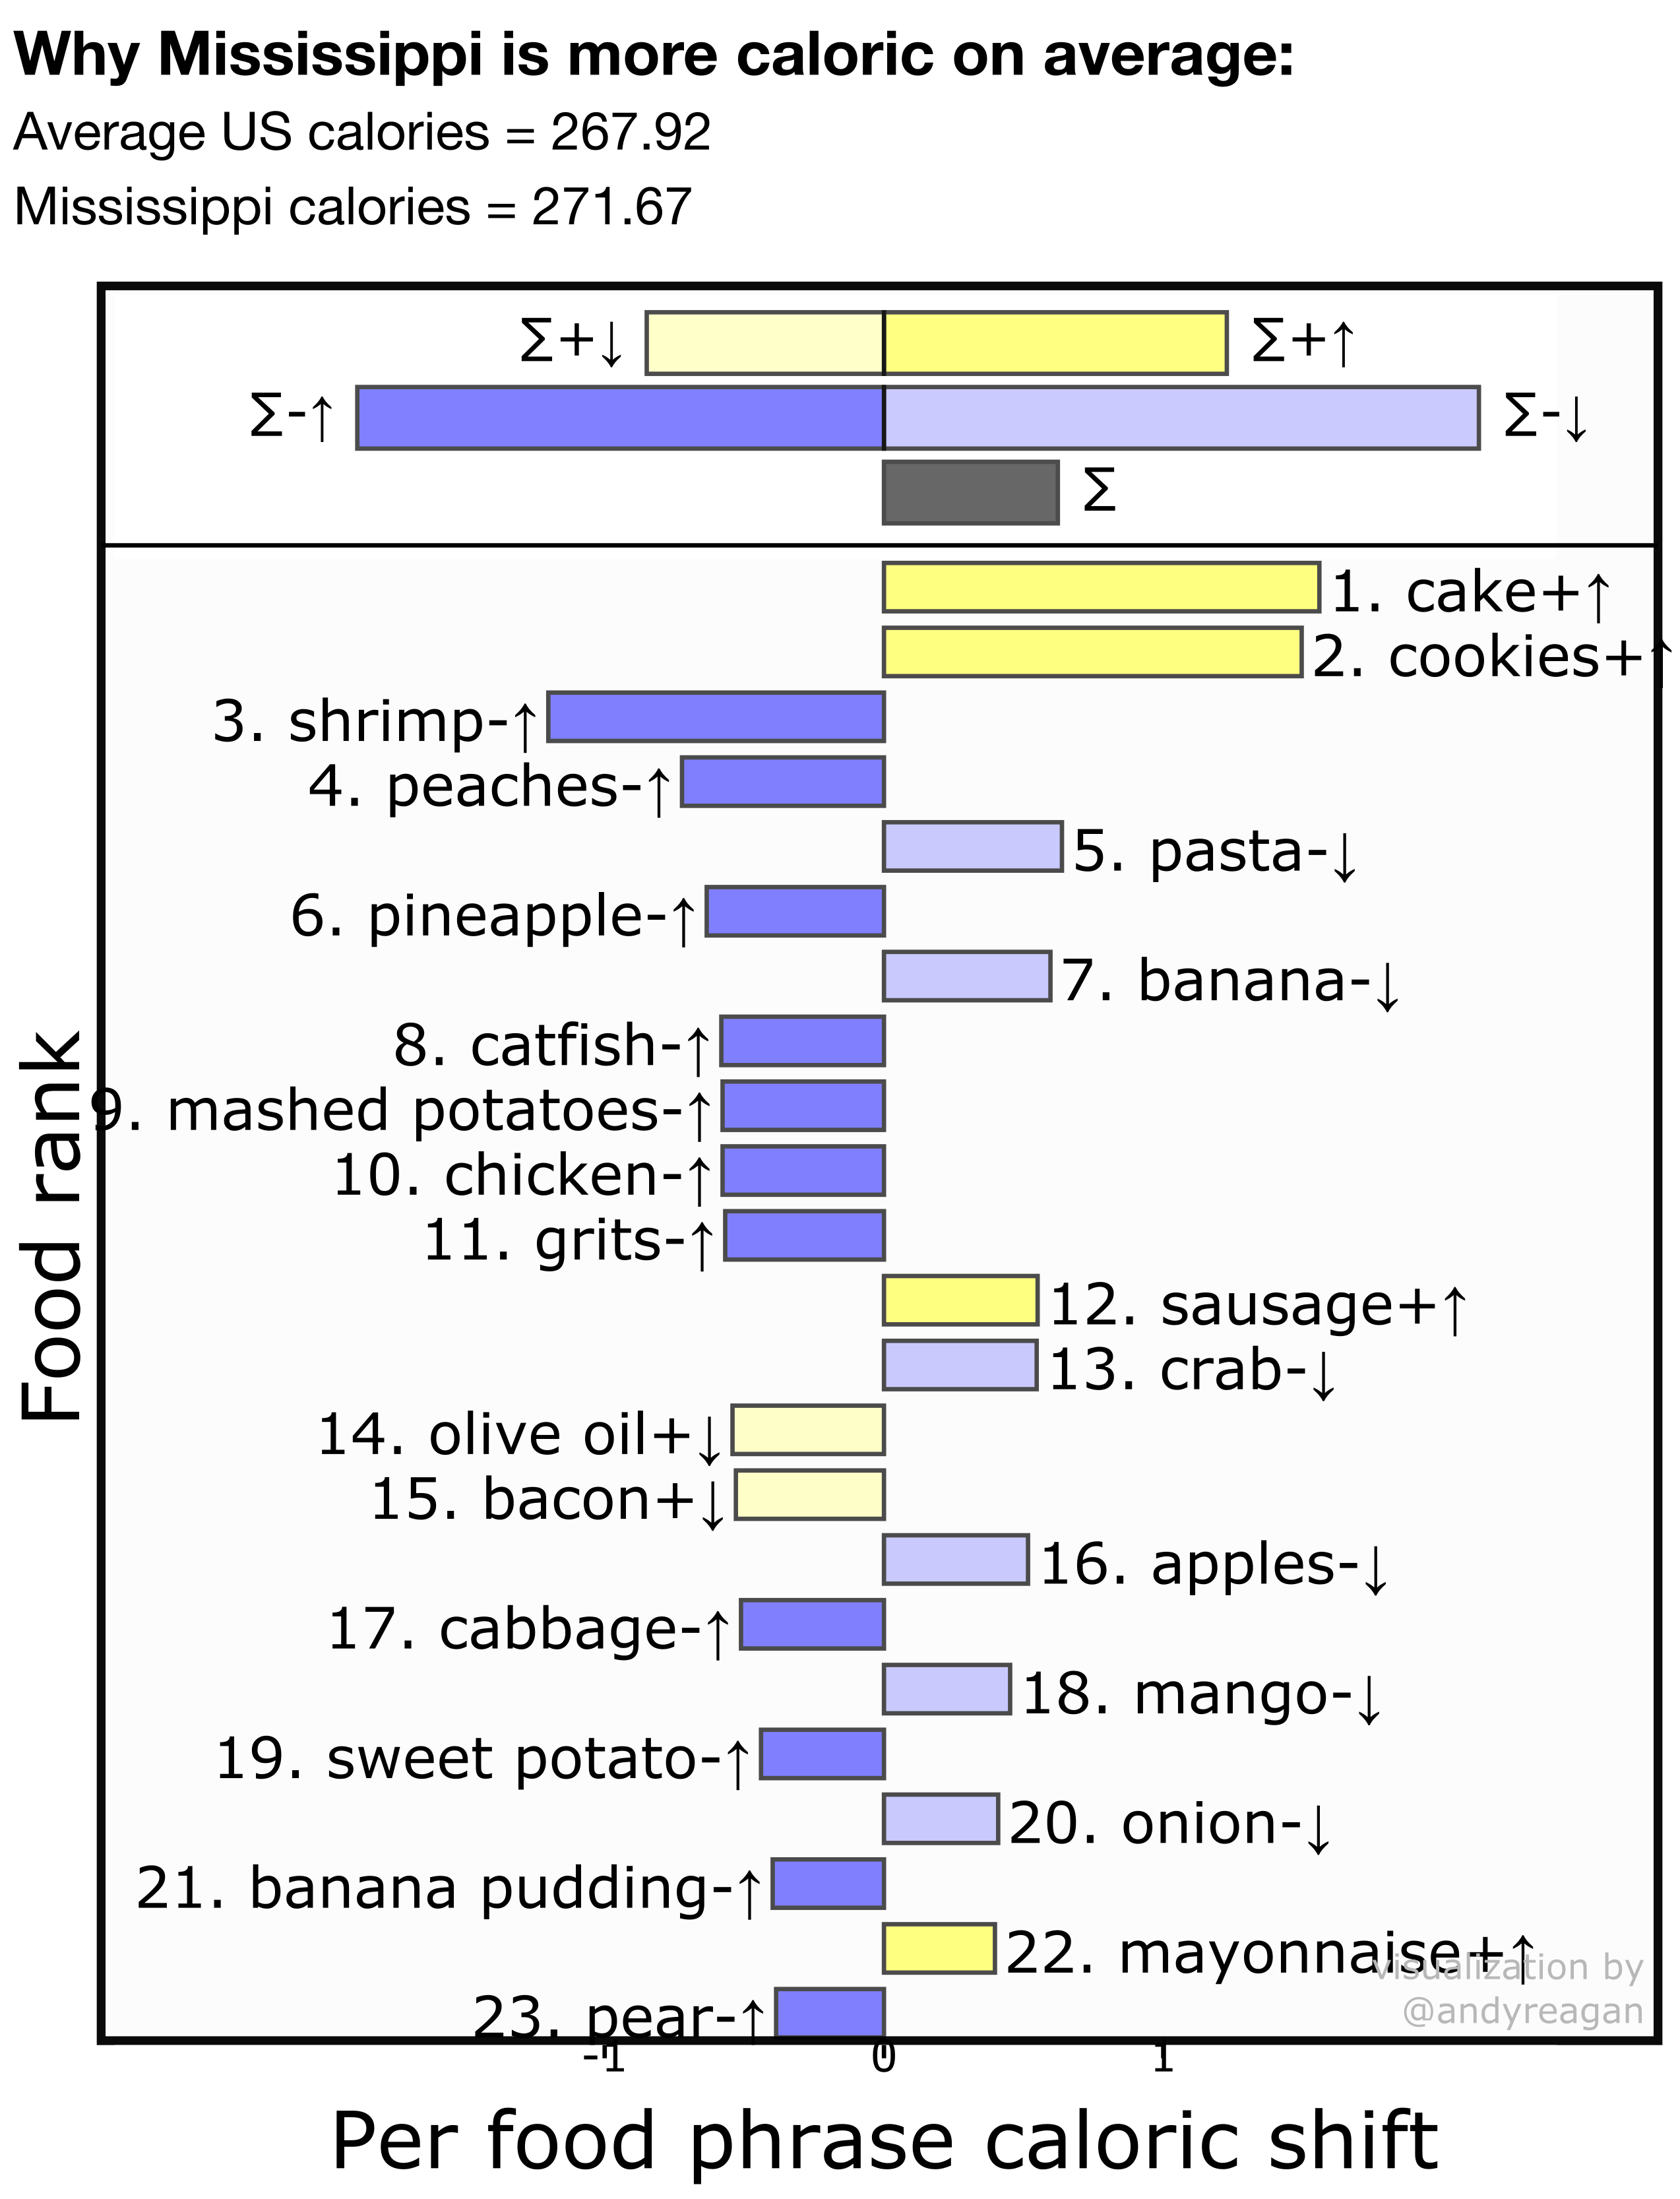 Why Mississippi is more caloric on average:
Average US calories = 267.92
Mississippi calories = 271.67
Σ+↓ Σ+↑
Σ-↑ Σ-↓
Σ
1. cake+↑
2. cookies+↑
3. shrimp-↑
4. peaches-↑
5. pasta-↓
6. pineapple-↑
7. banana-↓
8. catfish-↑
9. mashed potatoes-↑
10. chicken-↑
11. grits-↑
12. sausage+↑
13. crab-↓
14. olive oil+↓
15. bacon+↓
16. apples-↓
17. cabbage-↑
18. mango-↓
19. sweet potato-↑
20. onion-↓
21. banana pudding-↑
22. mayonnaise+↑
23. pear-↑
visualization by
@andyreagan
Food rank
-1 0 1
Per food phrase caloric shift